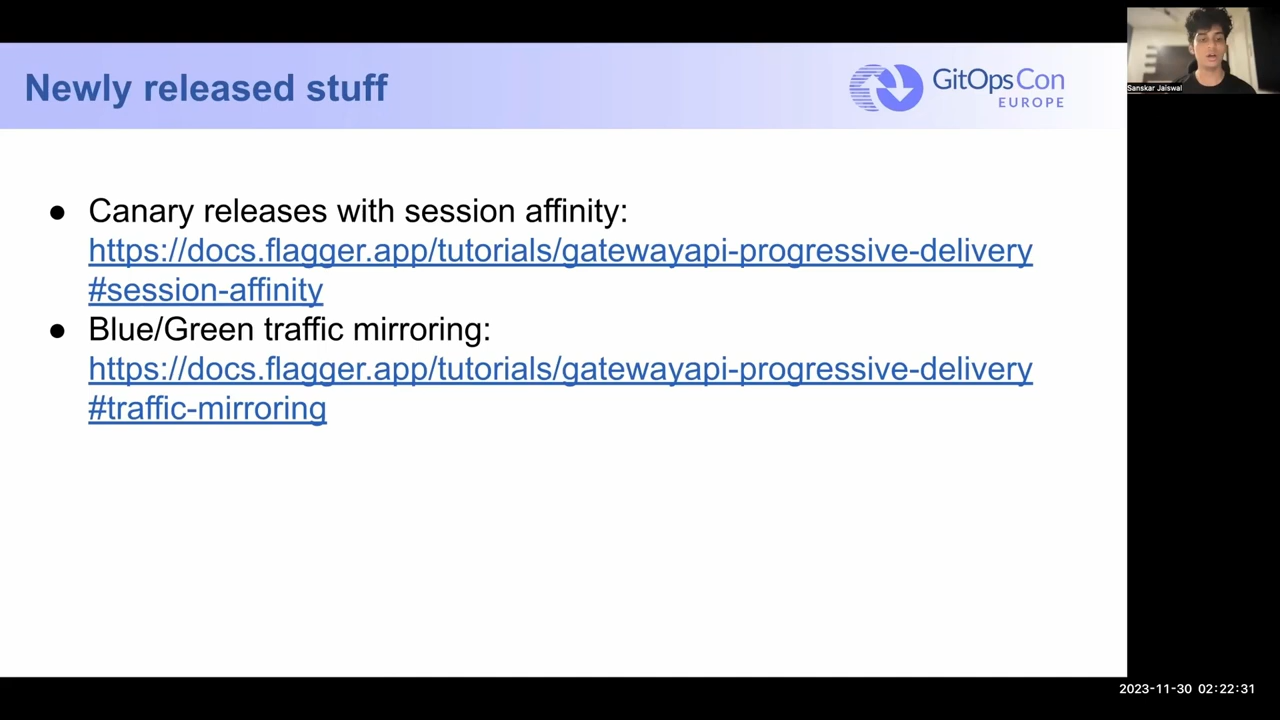 Newly released stuff
GitOpsCon
EUROPE
Sanskar Jaiswal
● Canary releases with session affinity:
https://docs.flagger.app/tutorials/gatewayapi-progressive-delivery
#session-affinity
● Blue/Green traffic mirroring:
https://docs.flagger.app/tutorials/gatewayapi-progressive-delivery
#traffic-mirroring
2023-11-30 02:22:31